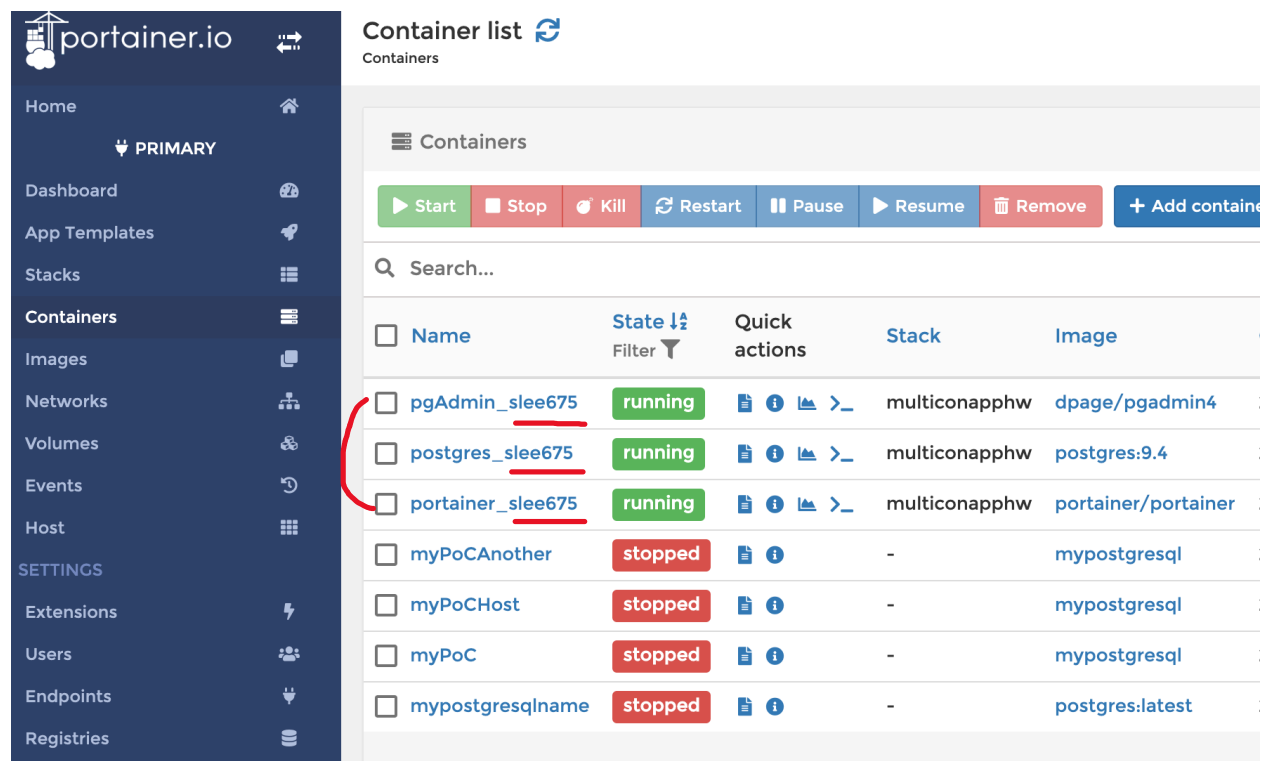 portainer.io
Home
PRIMARY
Dashboard
App Templates
Stacks
Containers
Images
Networks
Volumes
Events
Host
SETTINGS
Extensions
Users
Endpoints
Registries
Container list
Containers
Containers
Start Stop Kill Restart Pause Resume Remove + Add containe
Search...
Name State Filter Quick actions Stack Image
pgAdmin_slee675 running multiconapphw dpage/pgadmin4
postgres_slee675 running multiconapphw postgres:9.4
portainer_slee675 running multiconapphw portainer/portainer
myPoCAnother stopped - mypostgresql
myPoCHost stopped - mypostgresql
myPoC stopped - mypostgresql
mypostgresqlname stopped - postgres:latest